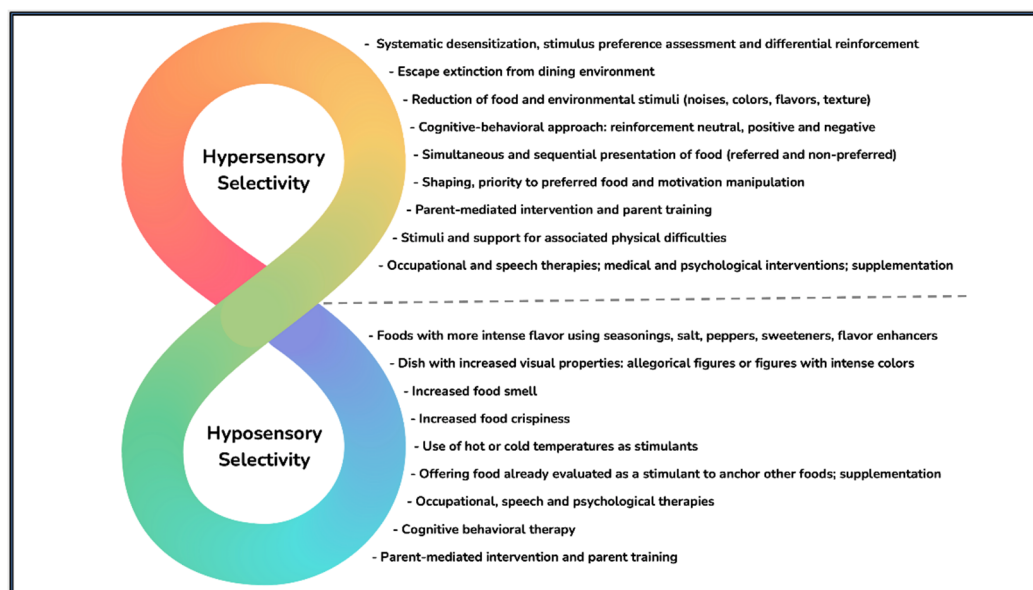 - Systematic desensitization, stimulus preference assessment and differential reinforcement
- Escape extinction from dining environment
- Reduction of food and environmental stimuli (noises, colors, flavors, texture)
- Cognitive-behavioral approach: reinforcement neutral, positive and negative
Hypersensory
Selectivity
- Simultaneous and sequential presentation of food (referred and non-preferred)
- Shaping, priority to preferred food and motivation manipulation
- Parent-mediated intervention and parent training
- Stimuli and support for associated physical difficulties
- Occupational and speech therapies; medical and psychological interventions; supplementation
- Foods with more intense flavor using seasonings, salt, peppers, sweeteners, flavor enhancers
- Dish with increased visual properties: allegorical figures or figures with intense colors
- Increased food smell
- Increased food crispiness
Hyposensory
Selectivity
- Use of hot or cold temperatures as stimulants
- Offering food already evaluated as a stimulant to anchor other foods; supplementation
- Occupational, speech and psychological therapies
- Cognitive behavioral therapy
- Parent-mediated intervention and parent training